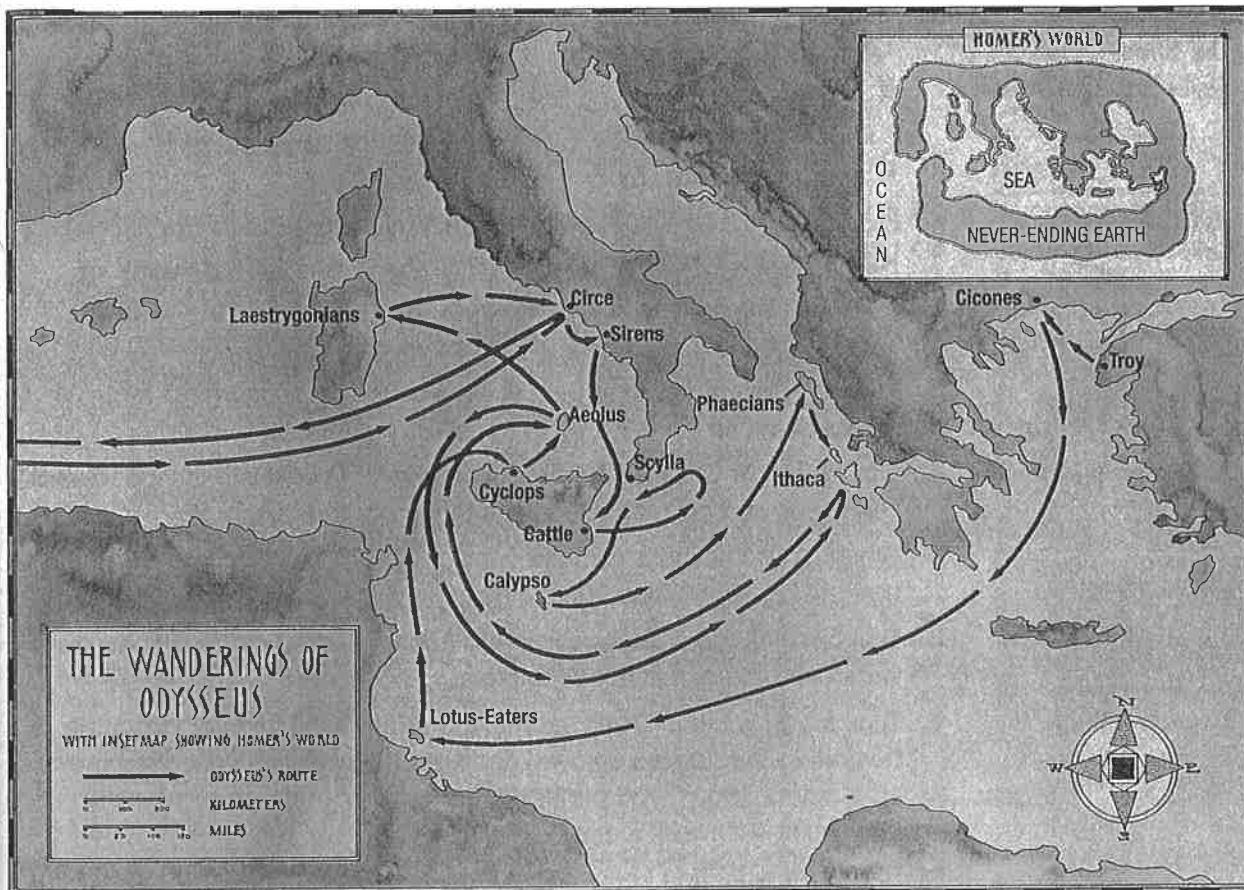 HOMER'S WORLD
OCEAN
SEA
NEVER-ENDING EARTH
Laestrygonians
Circe
Sirens
Cicones
Troy
Phaecians
Aeolus
Scylla
Ithaca
Cyclops
Cattle
Calypso
Lotus-Eaters
THE WANDERINGS OF
ODYSSEUS
WITH INSET MAP SHOWING HOMER'S WORLD
ODYSSEUS'S ROUTE
KILOMETERS
MILES
N
W
E
S